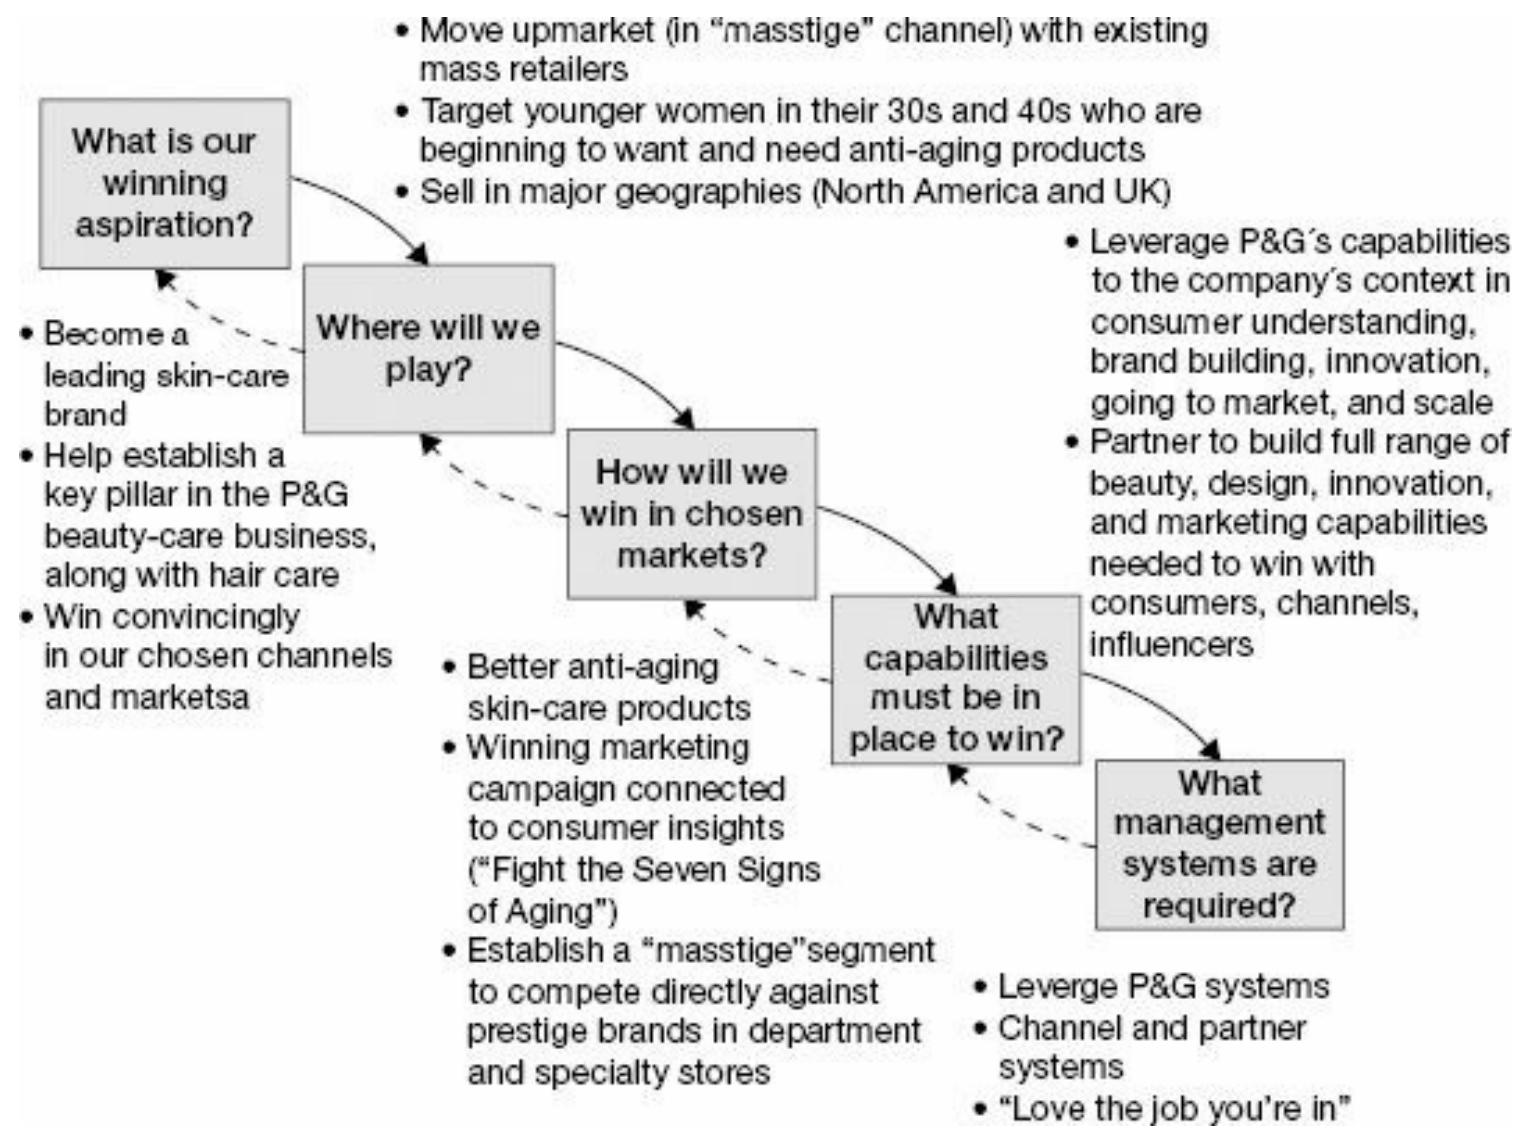 • Move upmarket (in “masstige” channel) with existing
mass retailers
• Target younger women in their 30s and 40s who are
beginning to want and need anti-aging products
• Sell in major geographies (North America and UK)
What is our
winning
aspiration?
• Become a
leading skin-care
brand
• Help establish a
key pillar in the P&G
beauty-care business,
along with hair care
• Win convincingly
in our chosen channels
and marketsa
Where will we
play?
How will we
win in chosen
markets?
• Better anti-aging
skin-care products
• Winning marketing
campaign connected
to consumer insights
(“Fight the Seven Signs
of Aging”)
• Establish a “masstige”segment
to compete directly against
prestige brands in department
and specialty stores
• Leverage P&G´s capabilities
to the company´s context in
consumer understanding,
brand building, innovation,
going to market, and scale
• Partner to build full range of
beauty, design, innovation,
and marketing capabilities
needed to win with
consumers, channels,
influencers
What
capabilities
must be in
place to win?
What
management
systems are
required?
• Leverge P&G systems
• Channel and partner
systems
• “Love the job you’re in”